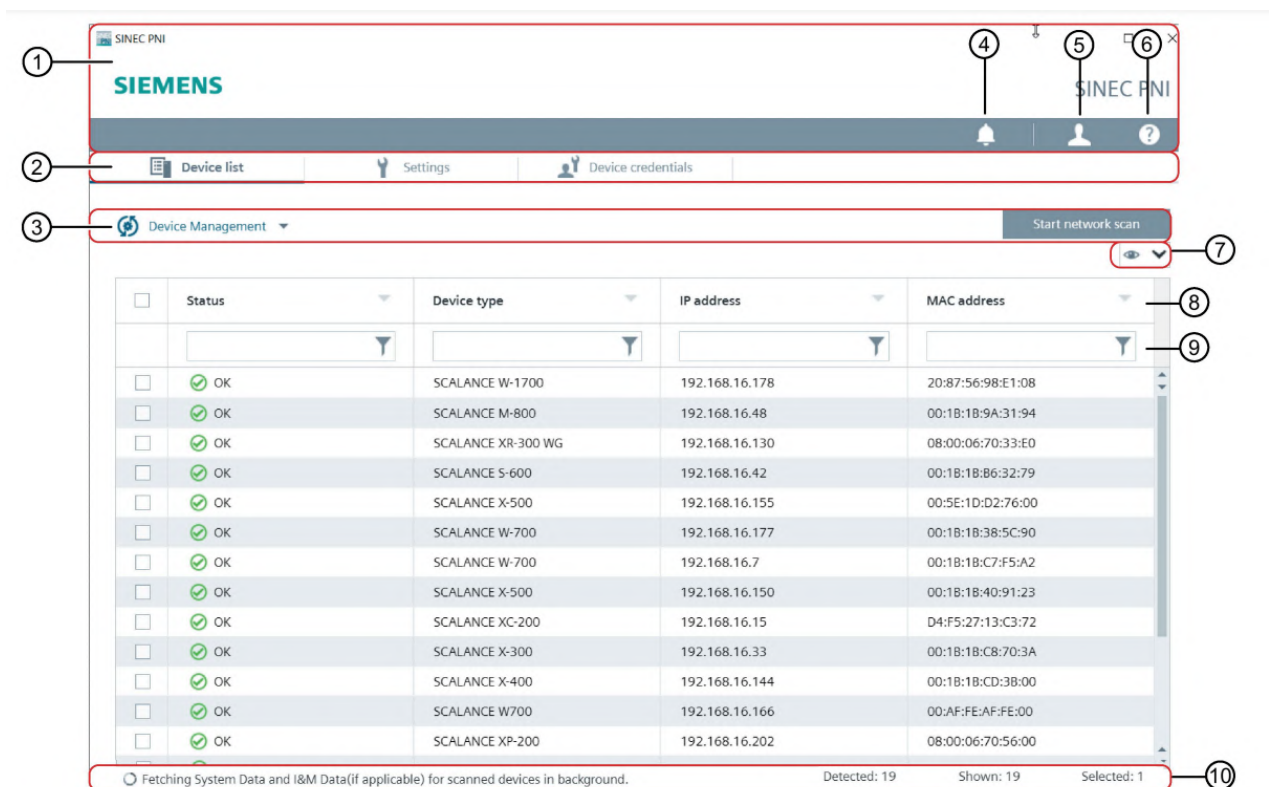 SINEC PNI
1
4
5
6
SIEMENS
SINEC PNI
?
2
Device list
Settings
Device credentials
3
Device Management
Start network scan
7
Status Device type IP address MAC address
8
9
OK SCALANCE W-1700 192.168.16.178 20:87:56:98:E1:08
OK SCALANCE M-800 192.168.16.48 00:1B:1B:9A:31:94
OK SCALANCE XR-300 WG 192.168.16.130 08:00:06:70:33:E0
OK SCALANCE S-600 192.168.16.42 00:1B:1B:B6:32:79
OK SCALANCE X-500 192.168.16.155 00:5E:1D:D2:76:00
OK SCALANCE W-700 192.168.16.177 00:1B:1B:38:5C:90
OK SCALANCE W-700 192.168.16.7 00:1B:1B:C7:F5:A2
OK SCALANCE X-500 192.168.16.150 00:1B:1B:40:91:23
OK SCALANCE XC-200 192.168.16.15 D4:F5:27:13:C3:72
OK SCALANCE X-300 192.168.16.33 00:1B:1B:C8:70:3A
OK SCALANCE X-400 192.168.16.144 00:1B:1B:CD:3B:00
OK SCALANCE W700 192.168.16.166 00:AF:FE:AF:FE:00
OK SCALANCE XP-200 192.168.16.202 08:00:06:70:56:00
Fetching System Data and I&M Data(if applicable) for scanned devices in background. Detected: 19 Shown: 19 Selected: 1
10